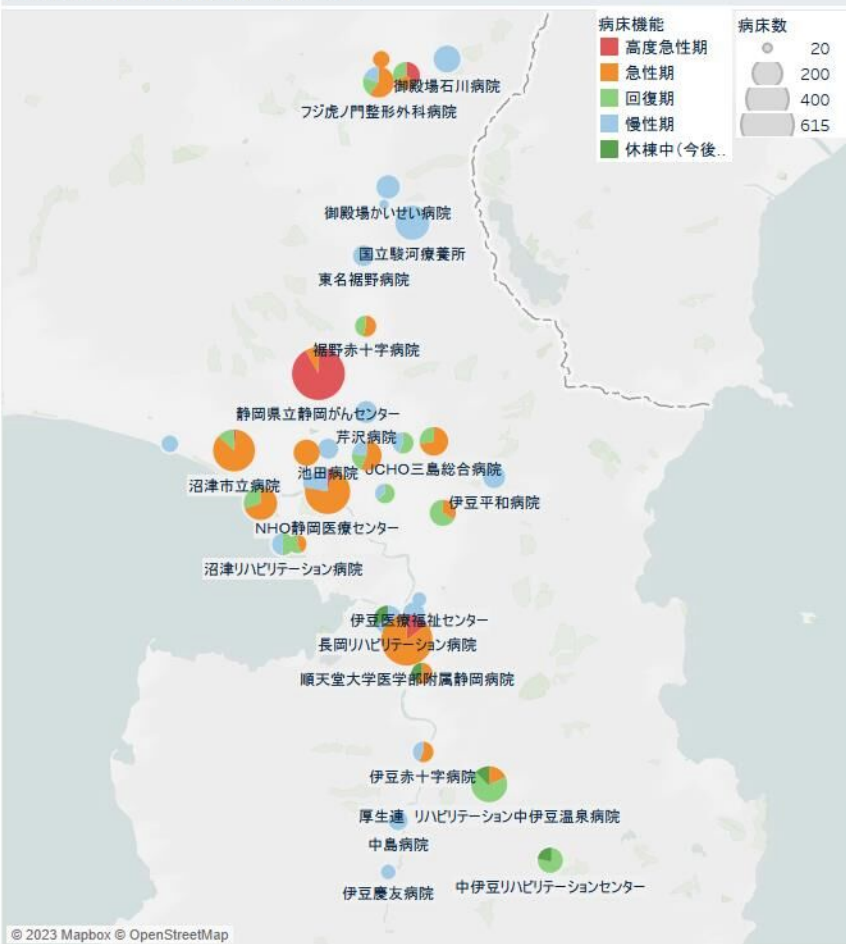 病床機能
高度急性期
急性期
回復期
慢性期
休棟中(今後..
病床数
20
200
400
615
御殿場石川病院
フジ虎ノ門整形外科病院
御殿場かいせい病院
国立駿河療養所
東名裾野病院
裾野赤十字病院
静岡県立静岡がんセンター
芹沢病院
JCHO三島総合病院
池田病院
沼津市立病院
伊豆平和病院
NHO静岡医療センター
沼津リハビリテーション病院
伊豆医療福祉センター
長岡リハビリテーション病院
順天堂大学医学部附属静岡病院
伊豆赤十字病院
厚生連 リハビリテーション中伊豆温泉病院
中島病院
中伊豆リハビリテーションセンター
伊豆慶友病院
© 2023 Mapbox © OpenStreetMap